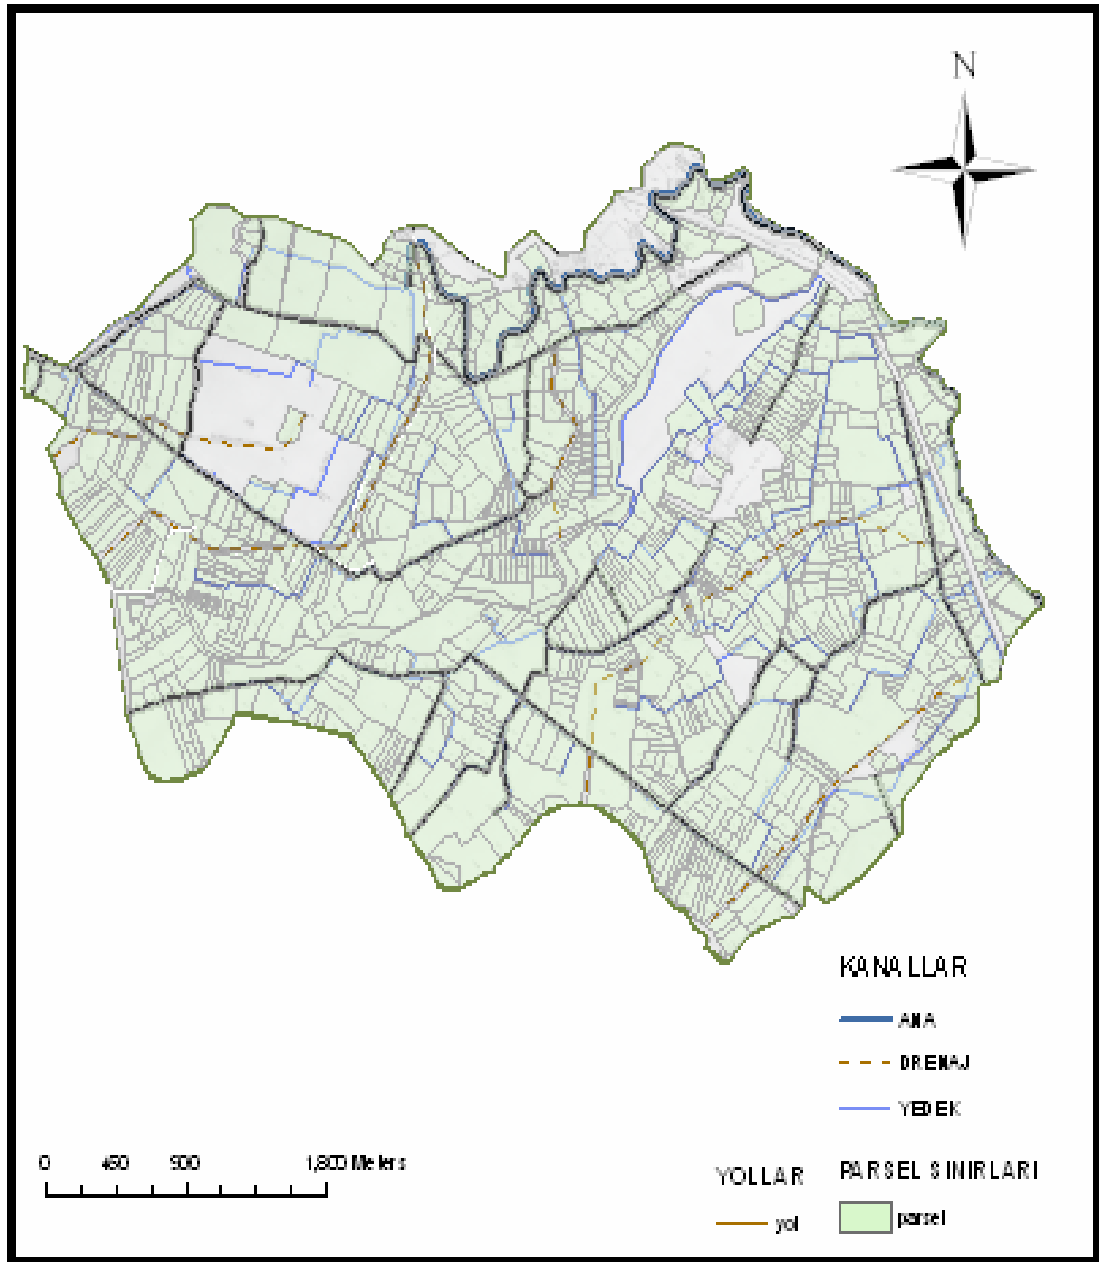 N
KANALLAR
ANA
DRENAJ
YEDEK
0 450 900 1,800 Meters
YOLLAR
yol
PARSEL SINIRLARI
parsel